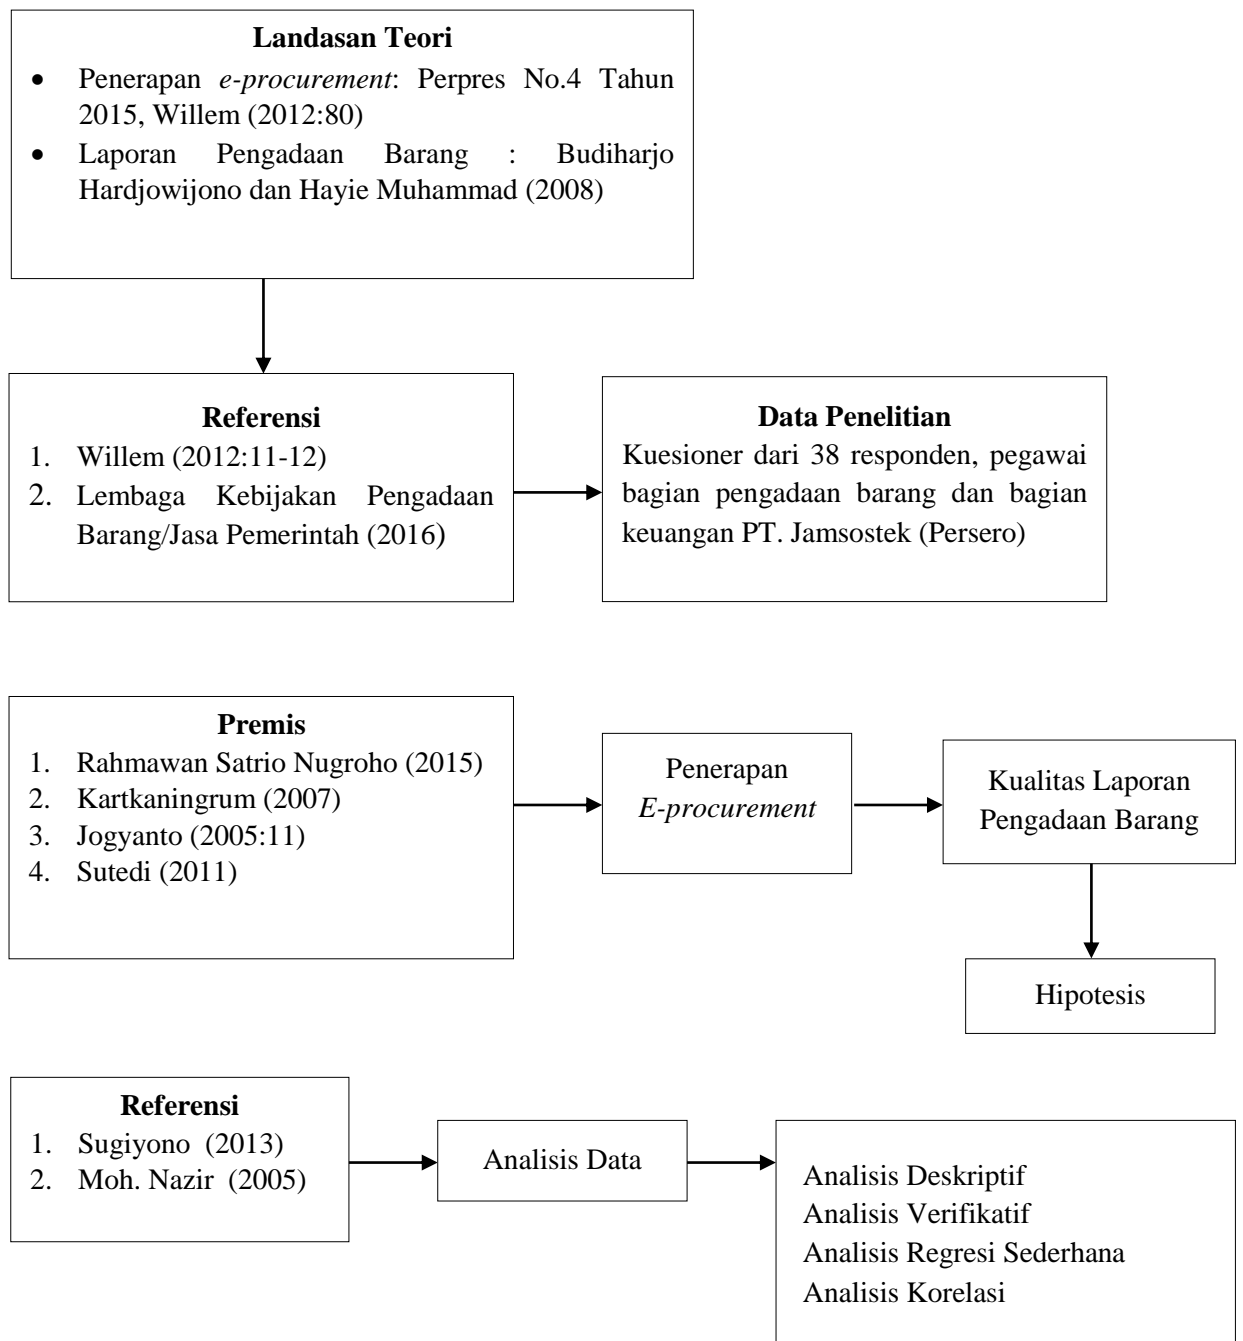 Landasan Teori
• Penerapan e-procurement: Perpres No.4 Tahun
2015, Willem (2012:80)
• Laporan Pengadaan Barang : Budiharjo
Hardjowijono dan Hayie Muhammad (2008)
Referensi
1. Willem (2012:11-12)
2. Lembaga Kebijakan Pengadaan
Barang/Jasa Pemerintah (2016)
Data Penelitian
Kuesioner dari 38 responden, pegawai
bagian pengadaan barang dan bagian
keuangan PT. Jamsostek (Persero)
Premis
1. Rahmawan Satrio Nugroho (2015)
2. Kartkaningrum (2007)
3. Jogyanto (2005:11)
4. Sutedi (2011)
Penerapan
E-procurement
Kualitas Laporan
Pengadaan Barang
Hipotesis
Referensi
1. Sugiyono (2013)
2. Moh. Nazir (2005)
Analisis Data
Analisis Deskriptif
Analisis Verifikatif
Analisis Regresi Sederhana
Analisis Korelasi